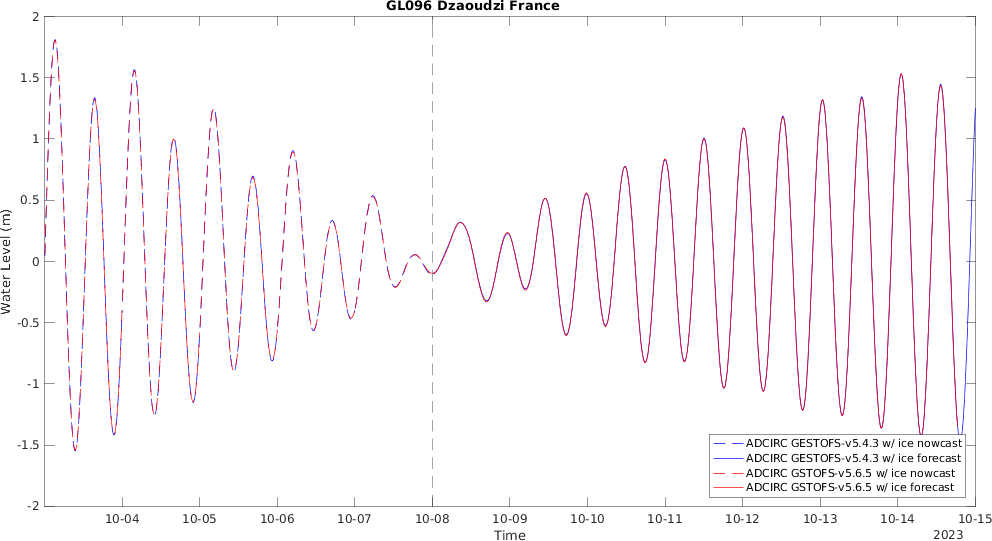 GL096 Dzaoudzi France
Water Level (m)
2
1.5
1
0.5
0
-0.5
-1
-1.5
-2
10-04 10-05 10-06 10-07 10-08 10-09 10-10 10-11 10-12 10-13 10-14 10-15
Time
2023
ADCIRC GESTOFS-v5.4.3 w/ ice nowcast
ADCIRC GESTOFS-v5.4.3 w/ ice forecast
ADCIRC GSTOFS-v5.6.5 w/ ice nowcast
ADCIRC GSTOFS-v5.6.5 w/ ice forecast